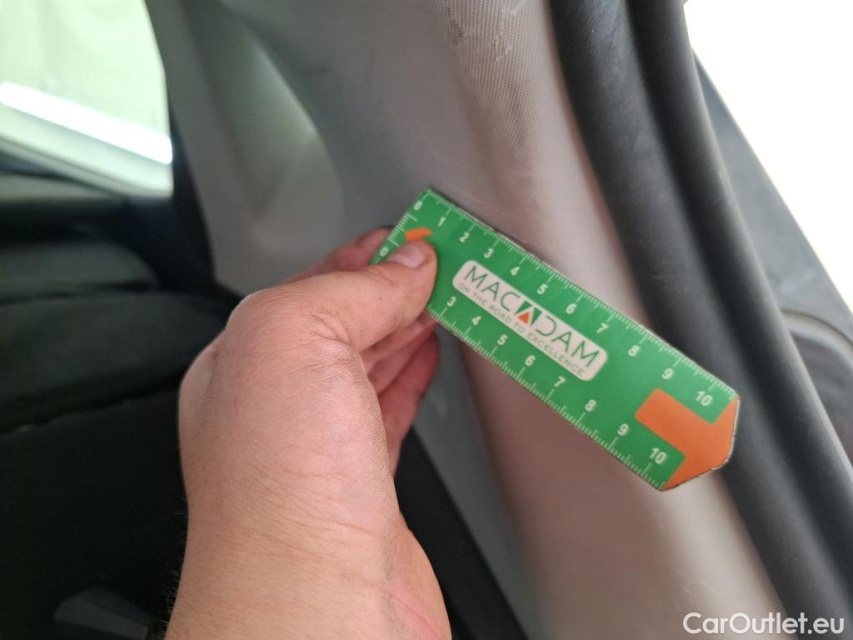 0 1 2 3 4 5 6 7 8 9 10
MACADAM
ON THE ROAD TO EXCELLENCE
0 3 4 5 6 7 8 9 10
CarOutlet.eu